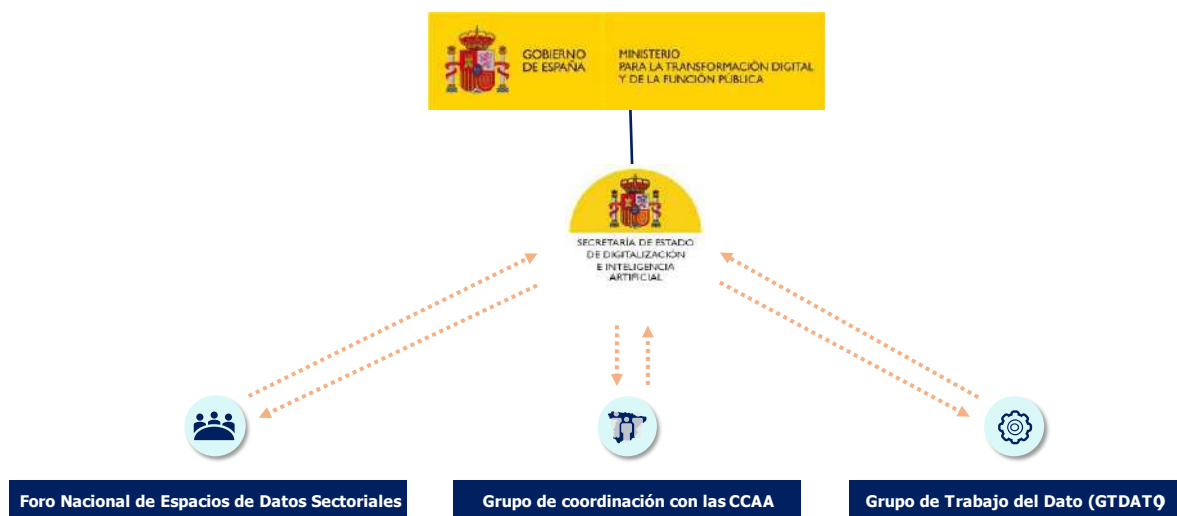 GOBIERNO
DE ESPAÑA
MINISTERIO
PARA LA TRANSFORMACIÓN DIGITAL
Y DE LA FUNCIÓN PÚBLICA
SECRETARÍA DE ESTADO
DE DIGITALIZACIÓN
E INTELIGENCIA
ARTIFICIAL
Foro Nacional de Espacios de Datos Sectoriales
Grupo de coordinación con las CCAA
Grupo de Trabajo del Dato (GTDATO)